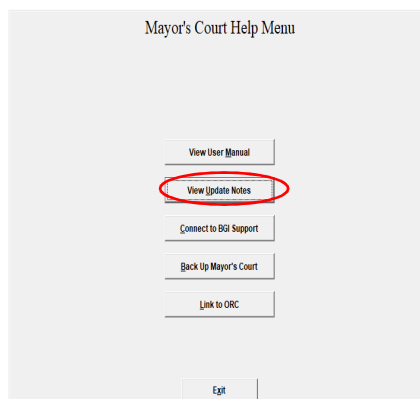 Mayor's Court Help Menu
View User Manual
View Update Notes
Connect to BGI Support
Back Up Mayor's Court
Link to ORC
Exit